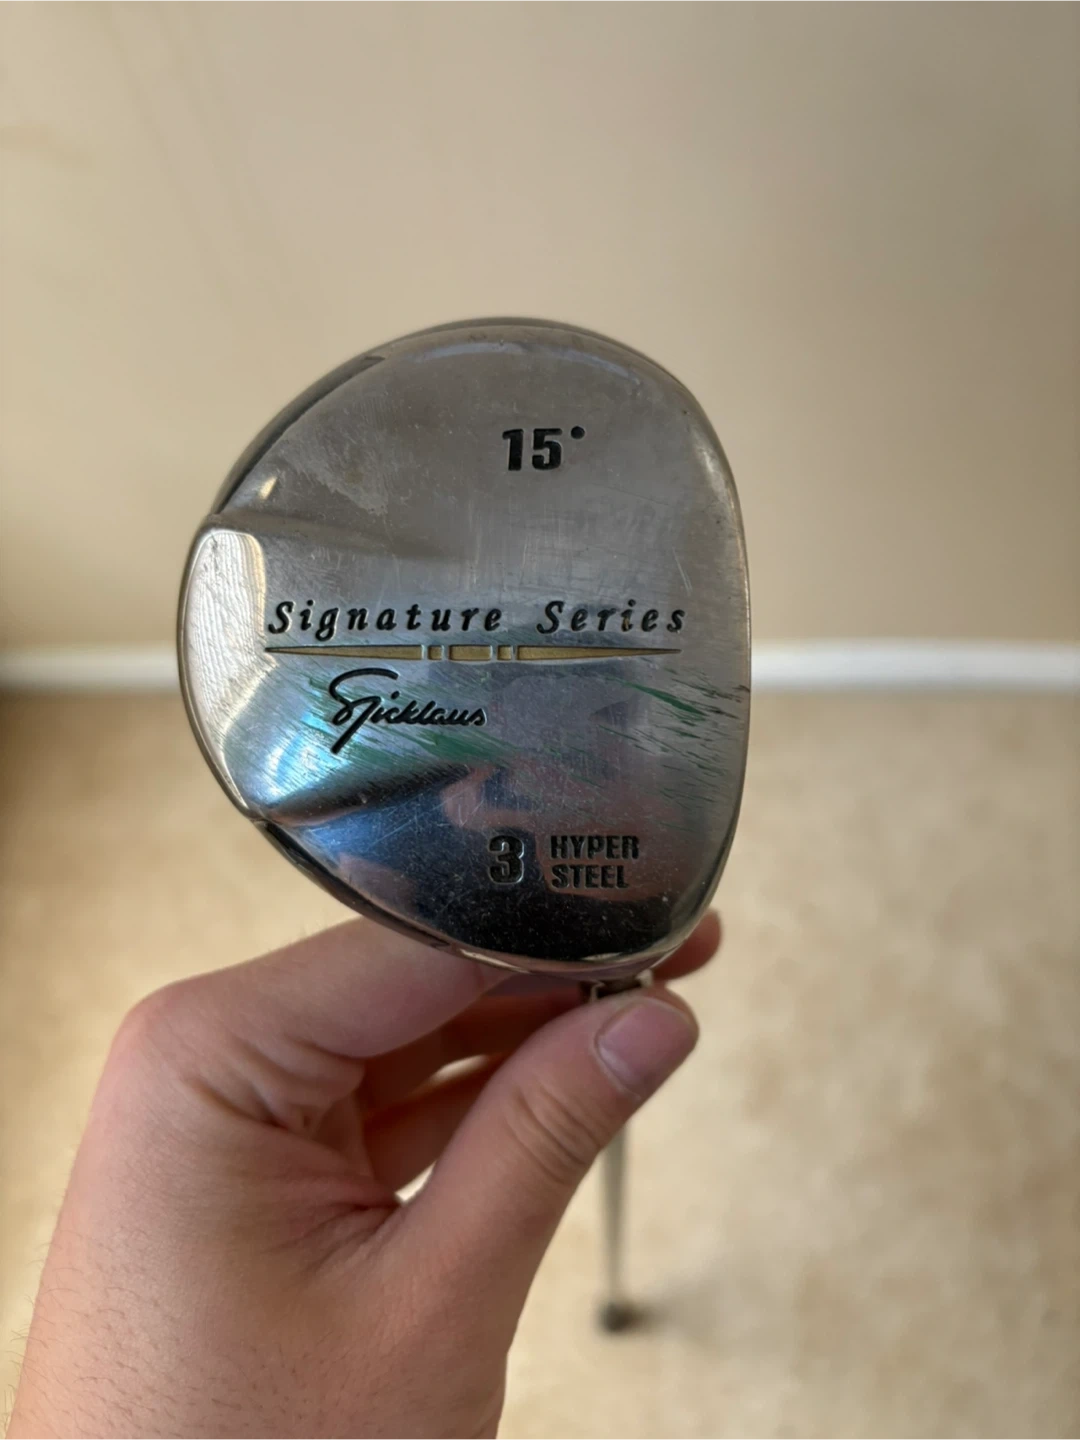 15°
Signature Series
Nicklaus
3 HYPER
STEEL